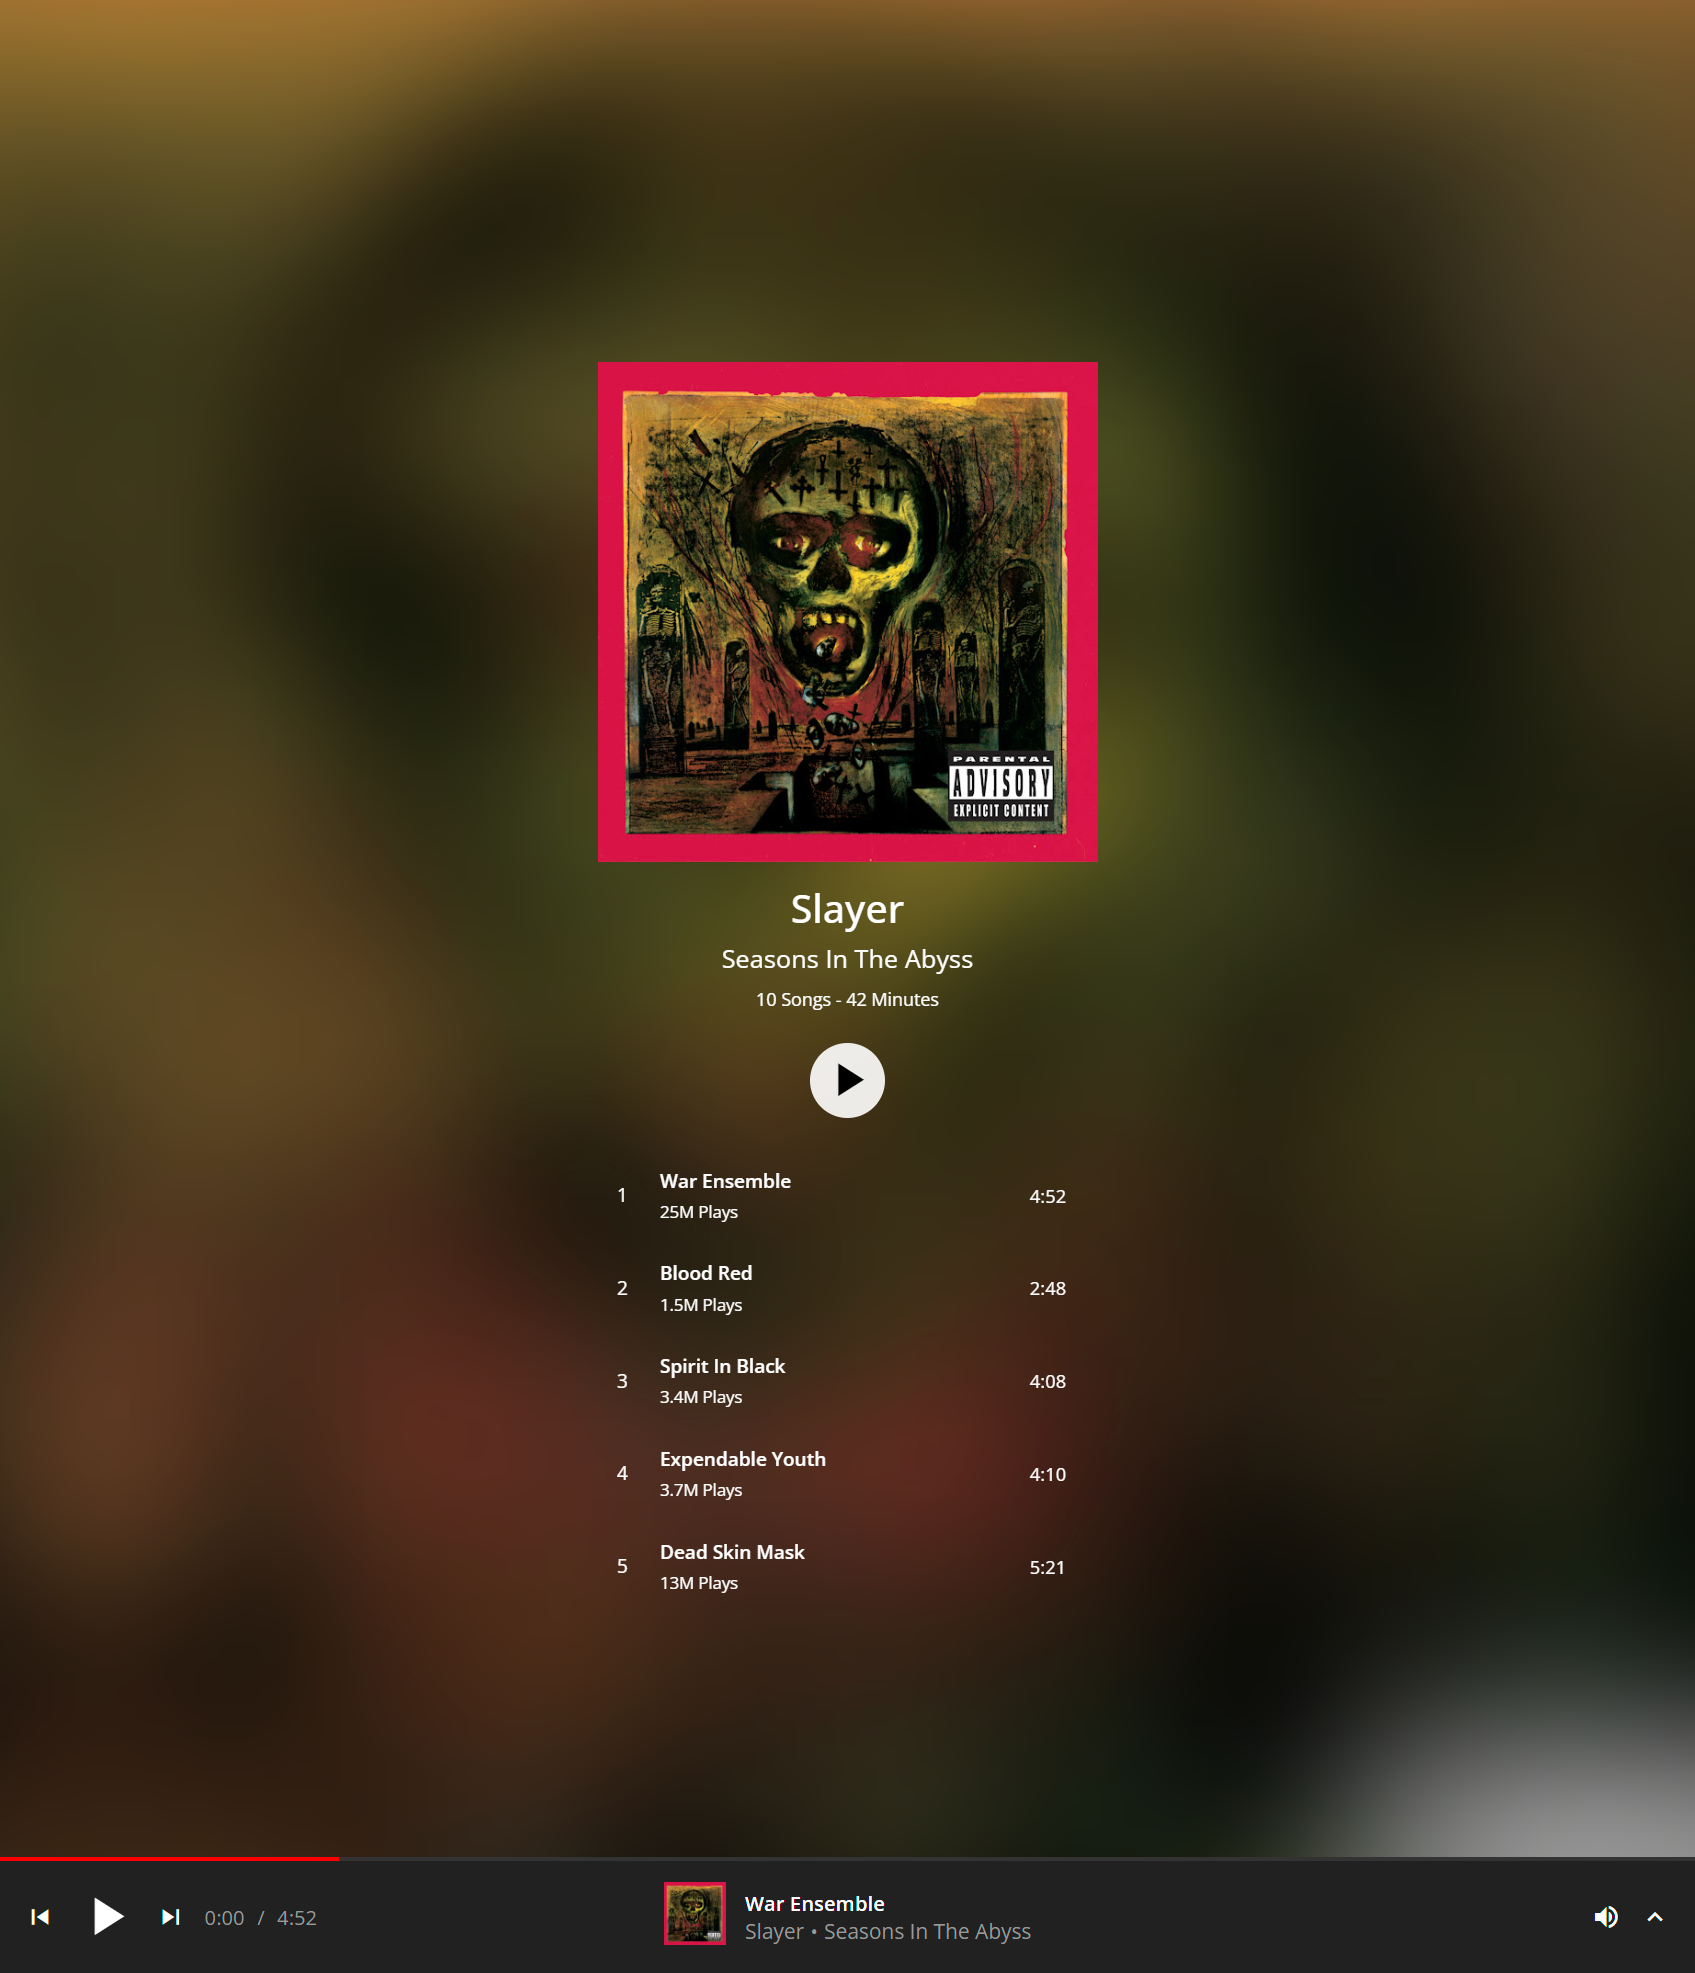 PARENTAL
ADVISORY
EXPLICIT CONTENT
Slayer
Seasons In The Abyss
10 Songs - 42 Minutes
1
War Ensemble
25M Plays
4:52
2
Blood Red
1.5M Plays
2:48
3
Spirit In Black
3.4M Plays
4:08
4
Expendable Youth
3.7M Plays
4:10
5
Dead Skin Mask
13M Plays
5:21
0:00 / 4:52
War Ensemble
Slayer • Seasons In The Abyss